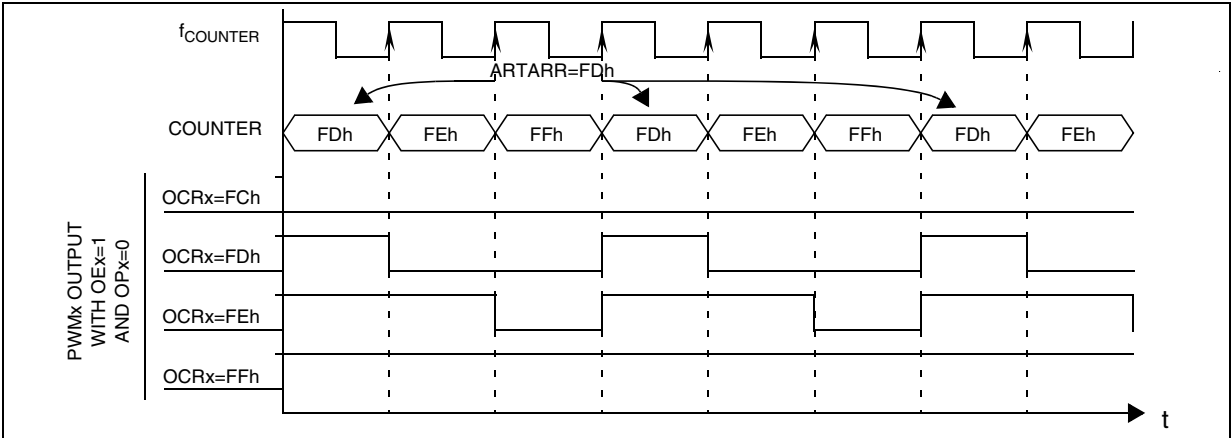 fCOUNTER
ARTARR=FDh
COUNTER
FDh FEh FFh FDh FEh FFh FDh FEh
PWMx OUTPUT
WITH OEx=1
AND OPx=0
OCRx=FCh
OCRx=FDh
OCRx=FEh
OCRx=FFh
t